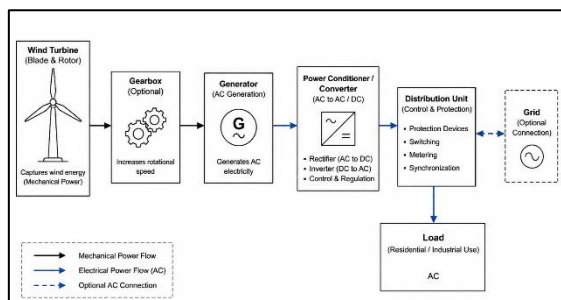 Wind Turbine
(Blade & Rotor)
Captures wind energy
(Mechanical Power)
Gearbox
(Optional)
Increases rotational
speed
Generator
(AC Generation)
G
Generates AC
electricity
Power Conditioner /
Converter
(AC to AC / DC)
• Rectifier (AC to DC)
• Inverter (DC to AC)
• Control & Regulation
Distribution Unit
(Control & Protection)
• Protection Devices
• Switching
• Metering
• Synchronization
Grid
(Optional
Connection)
Load
(Residential / Industrial Use)
AC
Mechanical Power Flow
Electrical Power Flow (AC)
Optional AC Connection